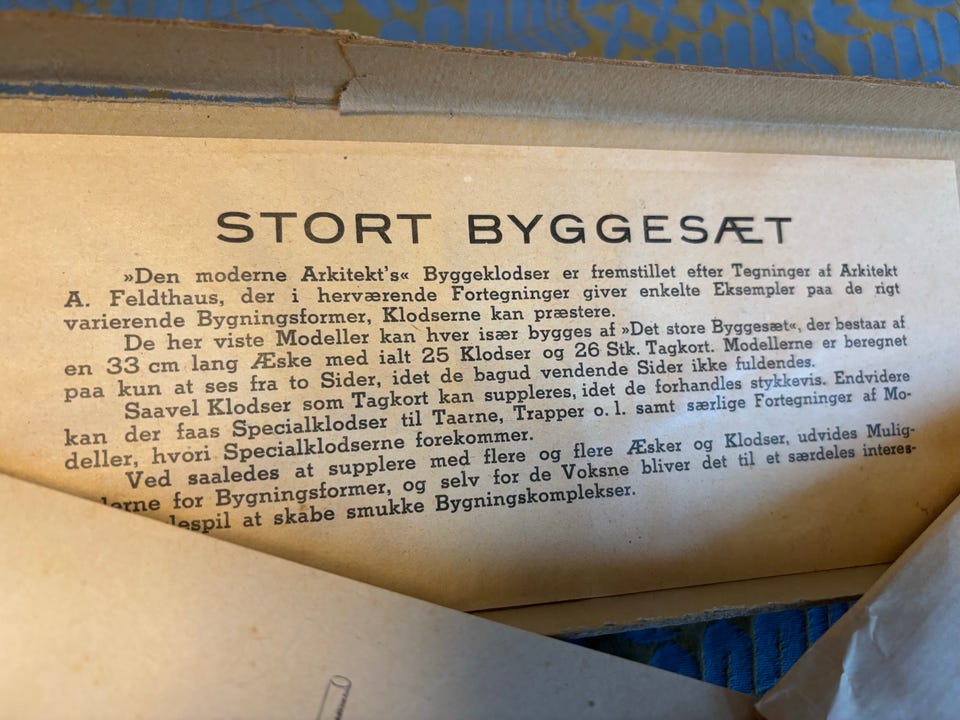 STORT BYGGESÆT
»Den moderne Arkitekt's« Byggeklodser er fremstillet efter Tegninger af Arkitekt
A. Feldthaus, der i herværende Fortegninger giver enkelte Eksempler paa de rigt
varierende Bygningsformer, Klodserne kan præstere.
De her viste Modeller kan hver især bygges af »Det store Byggesæt«, der bestaar af
en 33 cm lang Æske med ialt 25 Klodser og 26 Stk. Tagkort. Modellerne er beregnet
paa kun at ses fra to Sider, idet de bagud vendende Sider ikke fuldendes.
Saavel Klodser som Tagkort kan suppleres, idet de forhandles stykkevis. Endvidere
kan der faas Specialklodser til Taarne, Trapper o. l. samt særlige Fortegninger af Mo-
deller, hvori Specialklodserne forekommer.
Ved saaledes at supplere med flere og flere Æsker og Klodser, udvides Mulig-
for Bygningsformer, og selv for de Voksne bliver det til et særdeles interes-
at skabe smukke Bygningskomplekser.